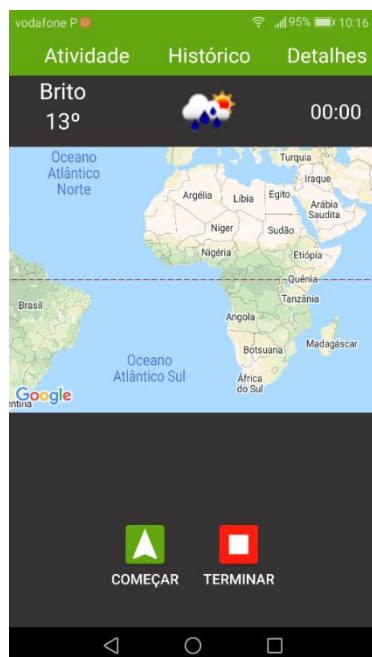 vodafone P 95% 10:16
Atividade Histórico Detalhes
Brito
13º 00:00
Oceano
Atlântico
Norte
Turquia
Iraque
Argélia Líbia Egito Arábia
Saudita
Níger Sudão
Nigéria Etiópia
Quénia
Tanzânia
Brasil
Angola
Botsuana Madagáscar
Oceano
Atlântico Sul
África
do Sul
Google
entina
COMEÇAR TERMINAR